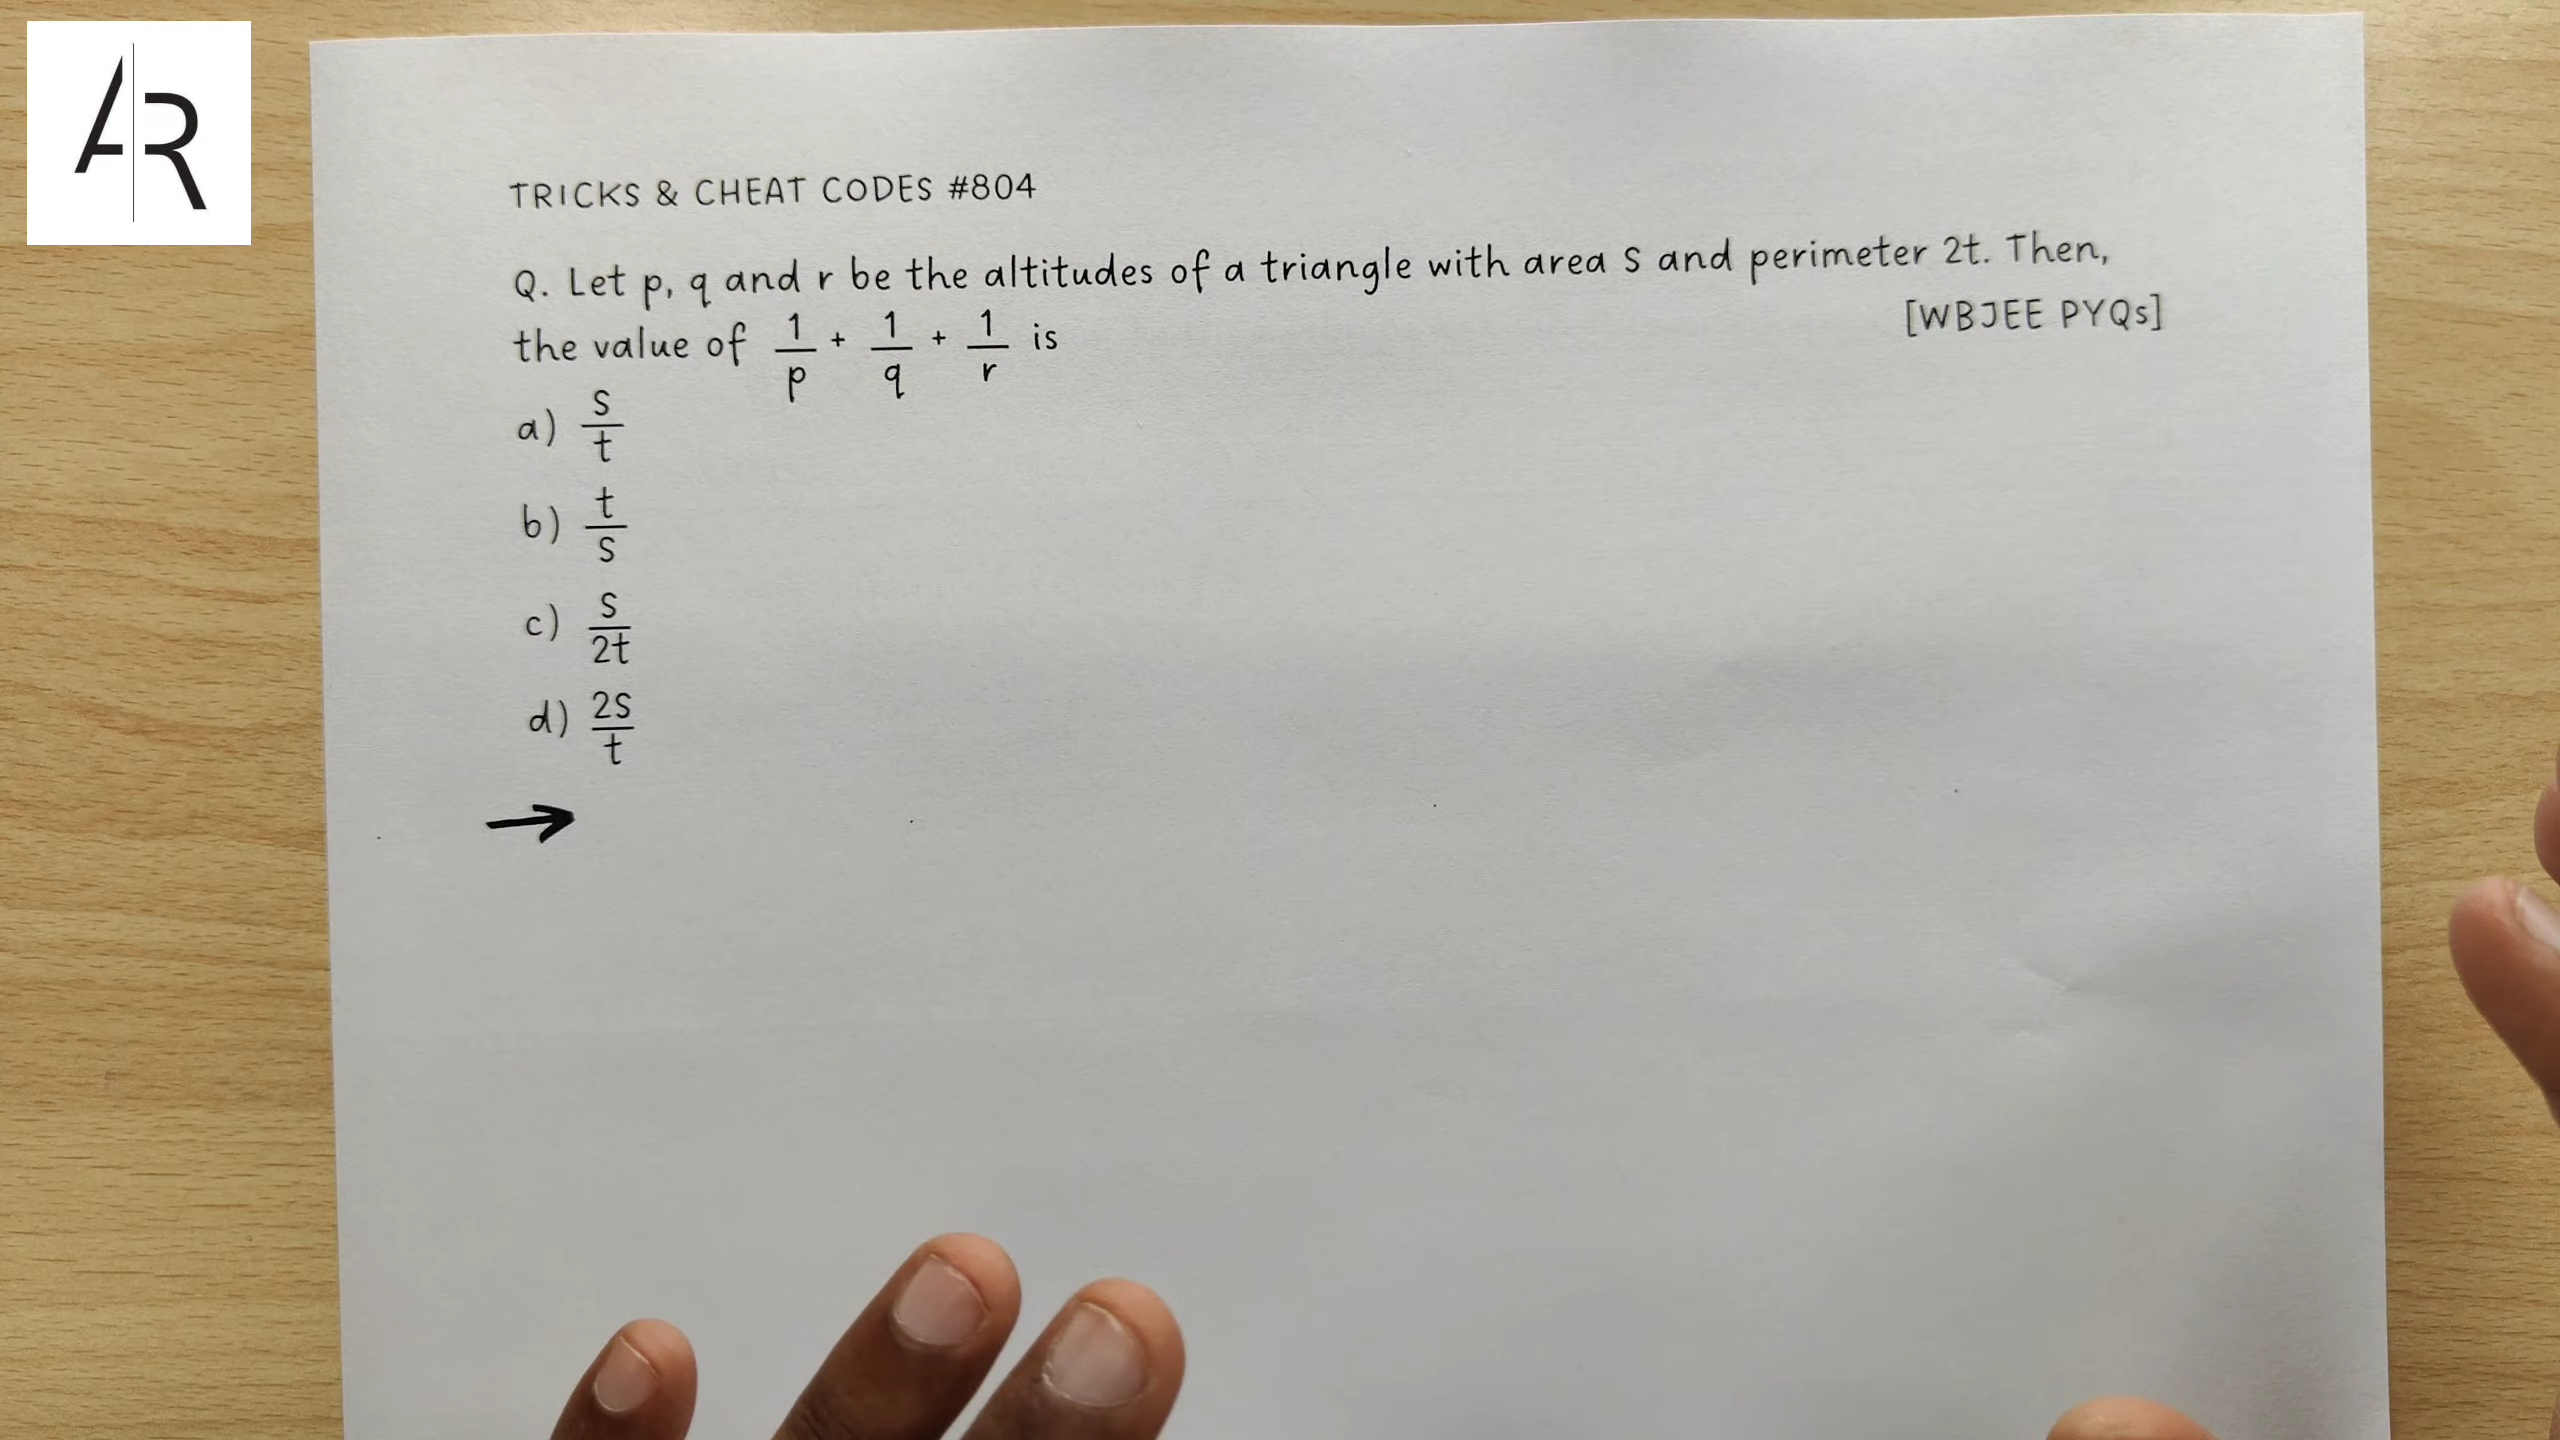 AR
TRICKS & CHEAT CODES #804
Q. Let p, q and r be the altitudes of a triangle with area S and perimeter 2t. Then,
the value of 1/p + 1/q + 1/r is
[WBJEE PYQs]
a) S/t
b) t/S
c) S/2t
d) 2S/t
→